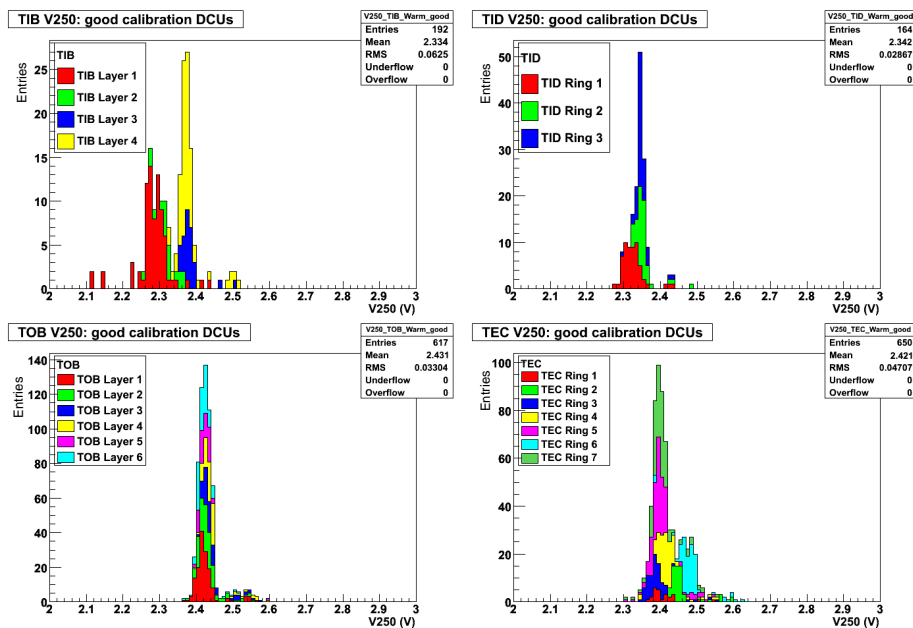 TIB V250: good calibration DCUs
V250_TIB_Warm_good
Entries 192
Mean 2.334
RMS 0.0625
Underflow 0
Overflow 0
Entries
TIB
TIB Layer 1
TIB Layer 2
TIB Layer 3
TIB Layer 4
25
20
15
10
5
0
2 2.1 2.2 2.3 2.4 2.5 2.6 2.7 2.8 2.9 3
V250 (V)
TID V250: good calibration DCUs
V250_TID_Warm_good
Entries 164
Mean 2.342
RMS 0.02867
Underflow 0
Overflow 0
Entries
TID
TID Ring 1
TID Ring 2
TID Ring 3
50
40
30
20
10
0
2 2.1 2.2 2.3 2.4 2.5 2.6 2.7 2.8 2.9 3
V250 (V)
TOB V250: good calibration DCUs
V250_TOB_Warm_good
Entries 617
Mean 2.431
RMS 0.03304
Underflow 0
Overflow 0
Entries
TOB
TOB Layer 1
TOB Layer 2
TOB Layer 3
TOB Layer 4
TOB Layer 5
TOB Layer 6
140
120
100
80
60
40
20
0
2 2.1 2.2 2.3 2.4 2.5 2.6 2.7 2.8 2.9 3
V250 (V)
TEC V250: good calibration DCUs
V250_TEC_Warm_good
Entries 650
Mean 2.421
RMS 0.04707
Underflow 0
Overflow 0
Entries
TEC
TEC Ring 1
TEC Ring 2
TEC Ring 3
TEC Ring 4
TEC Ring 5
TEC Ring 6
TEC Ring 7
100
80
60
40
20
0
2 2.1 2.2 2.3 2.4 2.5 2.6 2.7 2.8 2.9 3
V250 (V)